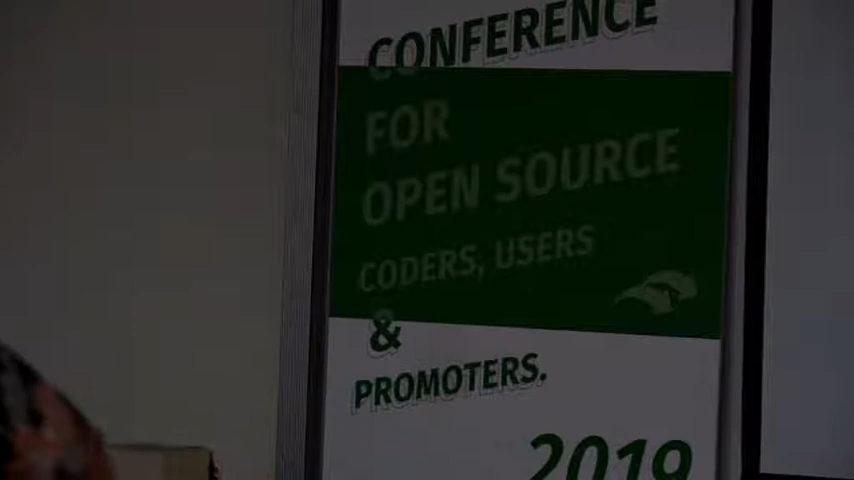 CONFERENCE
FOR
OPEN SOURCE
CODERS, USERS
&
PROMOTERS.
2019